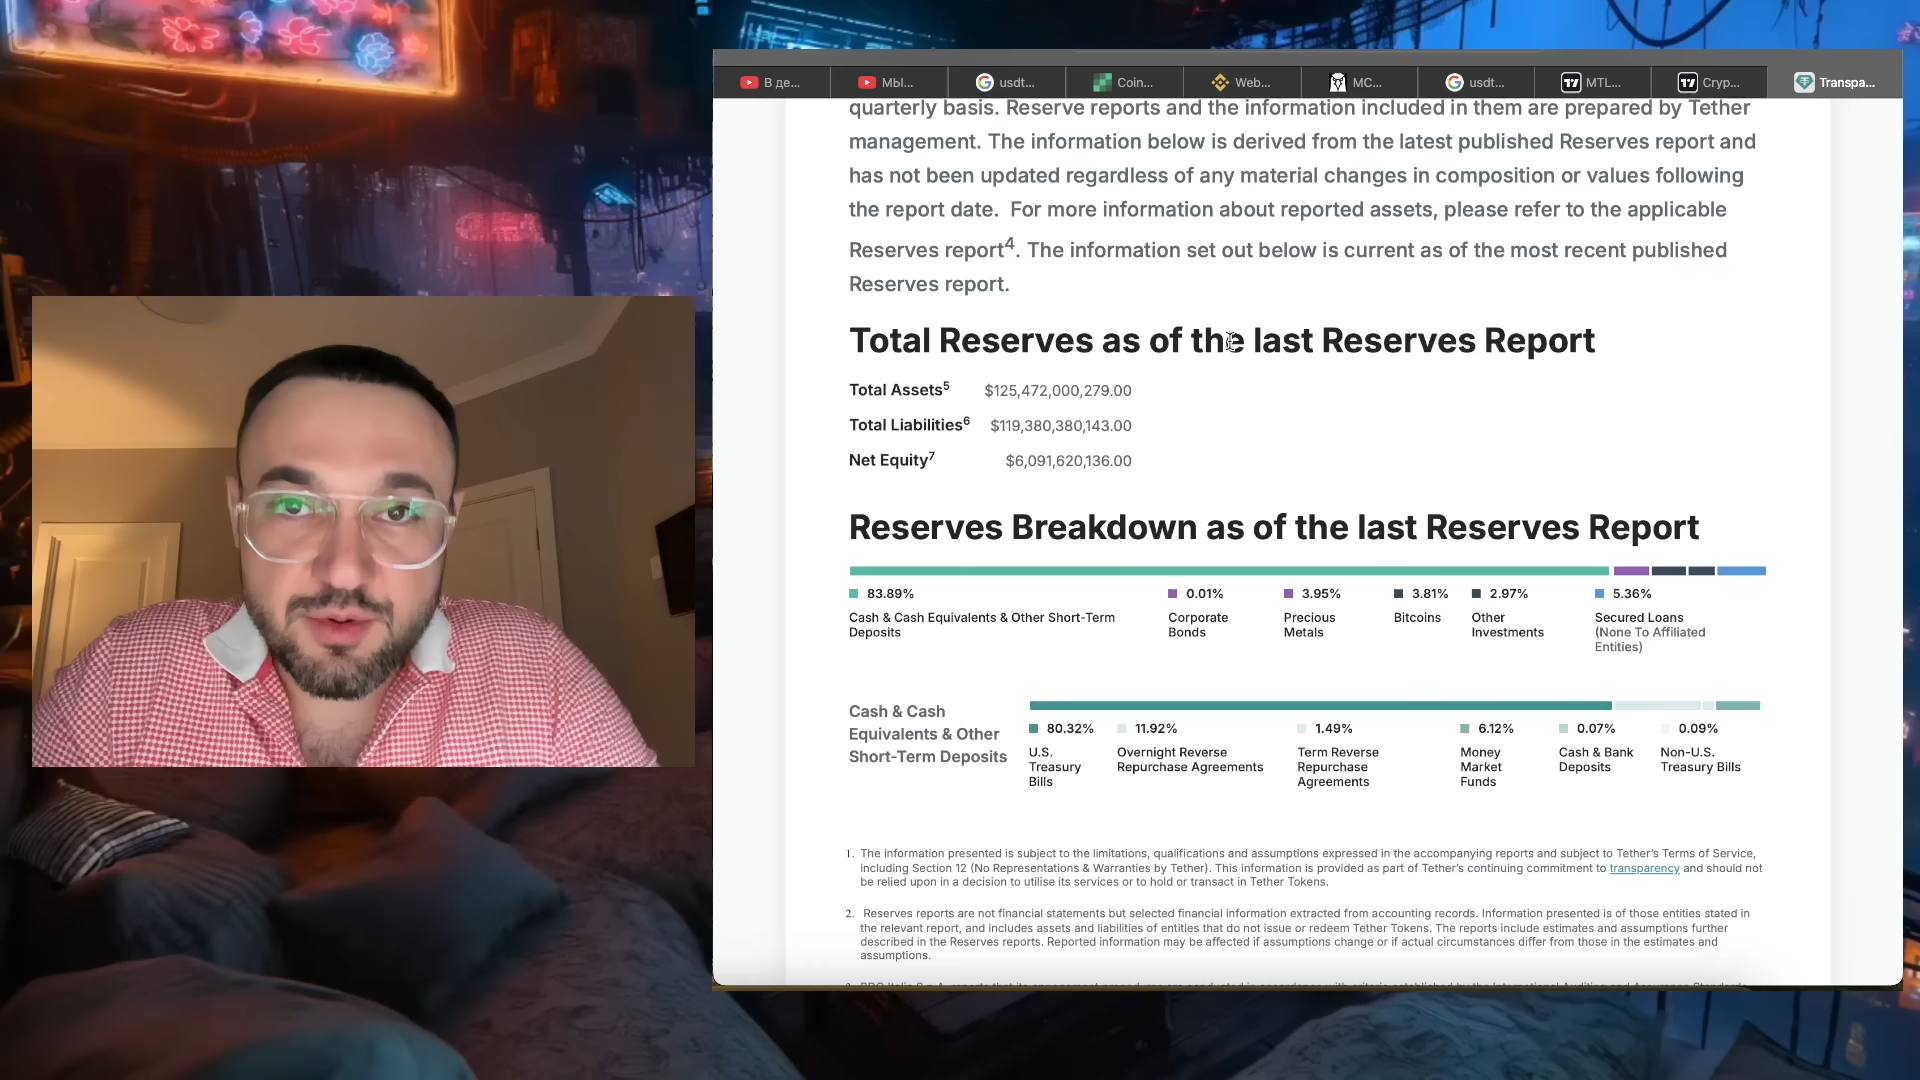 В де...
МЫ...
usdt...
Coin...
Web...
MC...
usdt...
MTL...
Cryp...
Transpa...
quarterly basis. Reserve reports and the information included in them are prepared by Tether
management. The information below is derived from the latest published Reserves report and
has not been updated regardless of any material changes in composition or values following
the report date.  For more information about reported assets, please refer to the applicable
Reserves report4. The information set out below is current as of the most recent published
Reserves report.
Total Reserves as of the last Reserves Report
Total Assets5 $125,472,000,279.00
Total Liabilities6 $119,380,380,143.00
Net Equity7 $6,091,620,136.00
Reserves Breakdown as of the last Reserves Report
83.89%
Cash & Cash Equivalents & Other Short-Term
Deposits
0.01%
Corporate
Bonds
3.95%
Precious
Metals
3.81%
Bitcoins
2.97%
Other
Investments
5.36%
Secured Loans
(None To Affiliated
Entities)
Cash & Cash
Equivalents & Other
Short-Term Deposits
80.32%
U.S.
Treasury
Bills
11.92%
Overnight Reverse
Repurchase Agreements
1.49%
Term Reverse
Repurchase
Agreements
6.12%
Money
Market
Funds
0.07%
Cash & Bank
Deposits
0.09%
Non-U.S.
Treasury Bills
1. The information presented is subject to the limitations, qualifications and assumptions expressed in the accompanying reports and subject to Tether's Terms of Service,
including Section 12 (No Representations & Warranties by Tether). This information is provided as part of Tether's continuing commitment to transparency and should not
be relied upon in a decision to utilise its services or to hold or transact in Tether Tokens.
2. Reserves reports are not financial statements but selected financial information extracted from accounting records. Information presented is of those entities stated in
the relevant report, and includes assets and liabilities of entities that do not issue or redeem Tether Tokens. The reports include estimates and assumptions further
described in the Reserves reports. Reported information may be affected if assumptions change or if actual circumstances differ from those in the estimates and
assumptions.